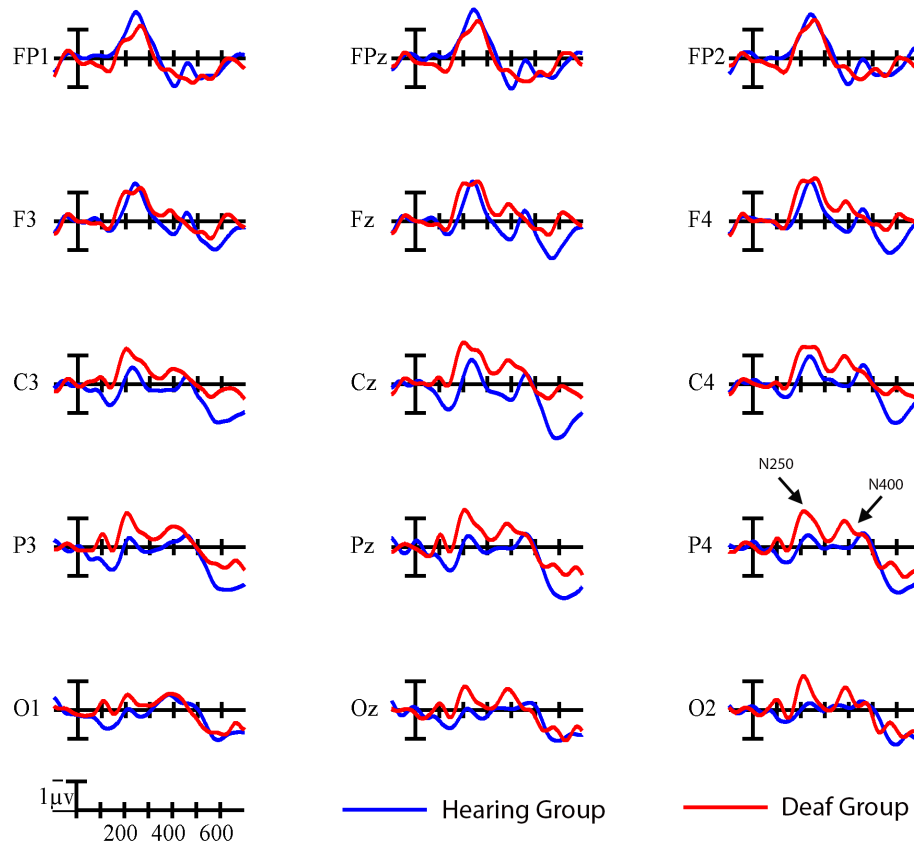 FP1 FPz FP2
F3 Fz F4
C3 Cz C4
N250
N400
P3 Pz P4
O1 Oz O2
1μv
Hearing Group Deaf Group
200 400 600